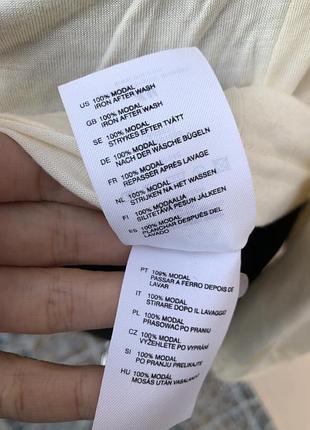 US 100% MODAL
IRON AFTER WASH
GB 100% MODAL
IRON AFTER WASH
SE 100% MODAL
STRYKES EFTER TVÄTT
DE 100% MODAL
NACH DER WÄSCHE BÜGELN
FR 100% MODAL
REPASSER APRÈS LAVAGE
NL 100% MODAL
STRIJKEN NA HET WASSEN
FI 100% MODAALIA
SILITETÄVÄ PESUN JÄLKEEN
ES 100% MODAL
PLANCHAR DESPUÉS DEL
LAVADO
PT 100% MODAL
PASSAR A FERRO DEPOIS DE
LAVAR
IT 100% MODAL
STIRARE DOPO IL LAVAGGIO
PL 100% MODAL
PRASOWAĆ PO PRANIU
CZ 100% MODAL
VYŽEHLETE PO VYPRÁNÍ
SI 100% MODAL
PO PRANJU PRELIKAJTE
HU 100% MODÁL
MOSÁS UTÁN VASALANDÓ